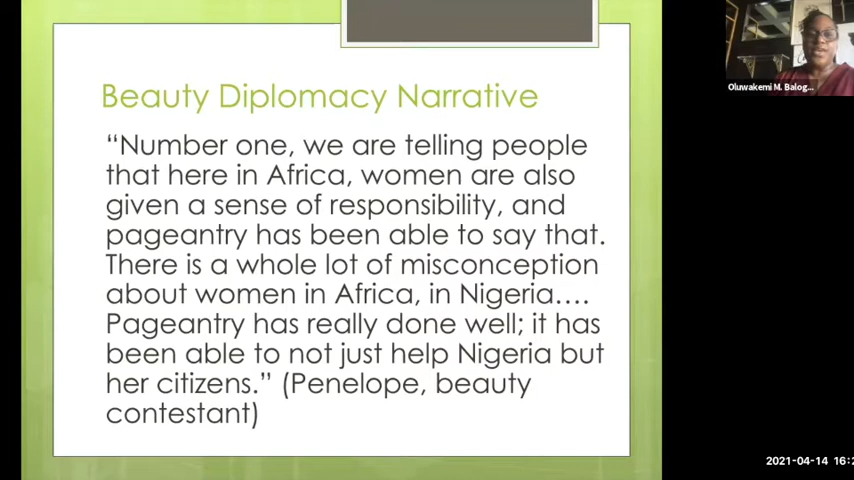 Beauty Diplomacy Narrative
“Number one, we are telling people
that here in Africa, women are also
given a sense of responsibility, and
pageantry has been able to say that.
There is a whole lot of misconception
about women in Africa, in Nigeria….
Pageantry has really done well; it has
been able to not just help Nigeria but
her citizens.” (Penelope, beauty
contestant)
Oluwakemi M. Balog...
2021-04-14 16:2